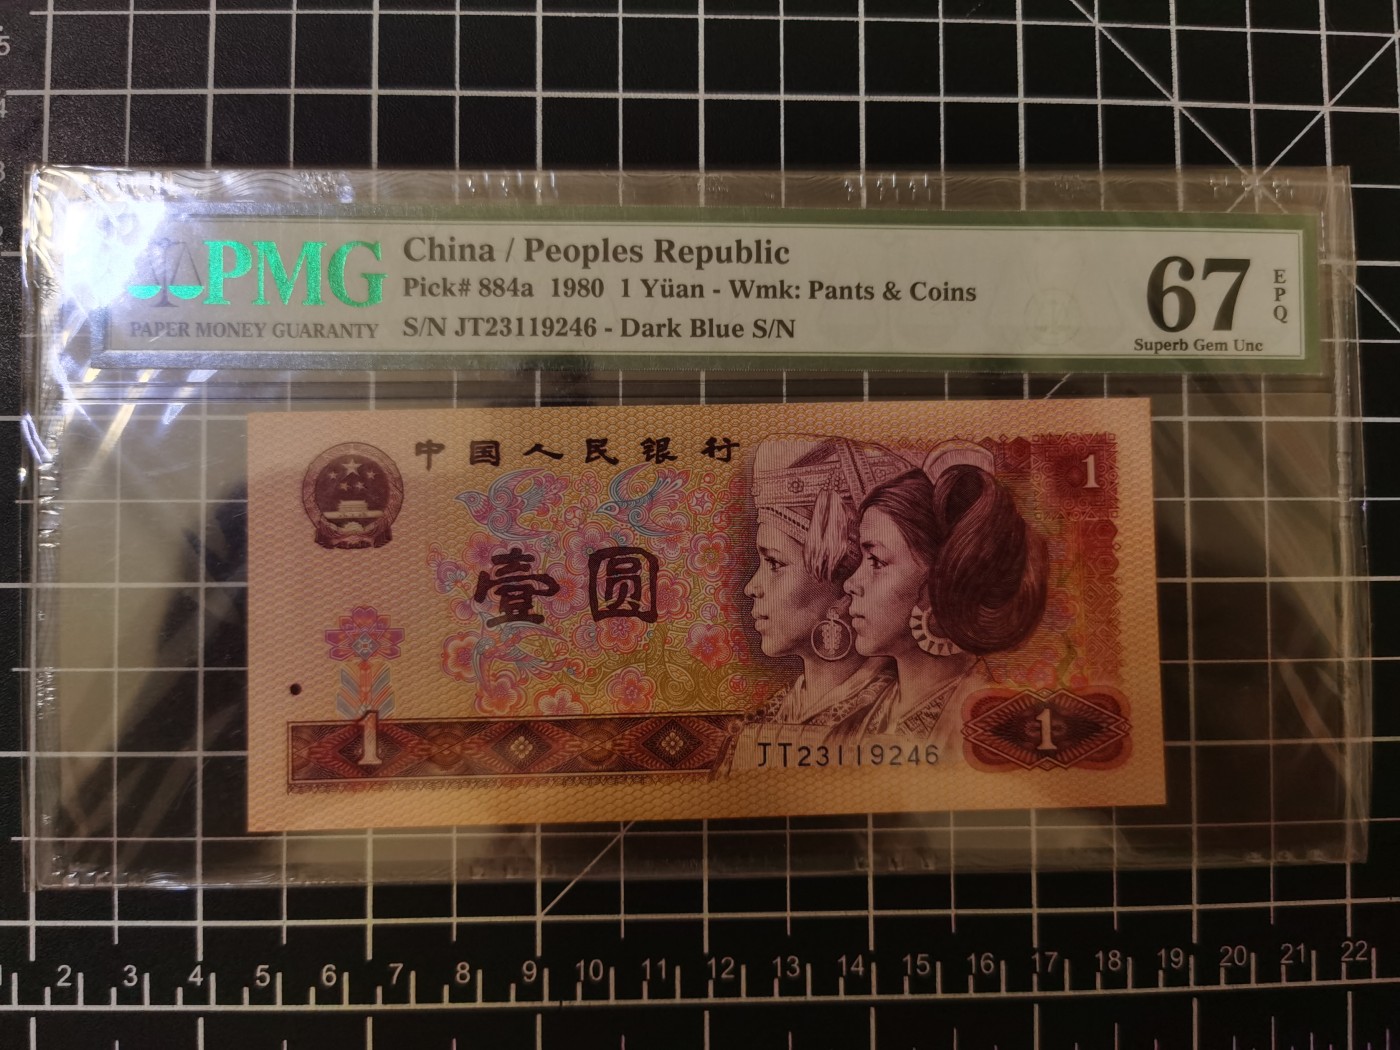 PMG
PAPER MONEY GUARANTY
China / Peoples Republic
Pick# 884a 1980 1 Yüan - Wmk: Pants & Coins
S/N JT23119246 - Dark Blue S/N
67
EPQ
Superb Gem Unc
中国人民银行
1
壹圆
1
1
JT23119246
2 3 4 5 6 7 8 9 10 11 12 13 14 15 16 17 18 19 20 21 22